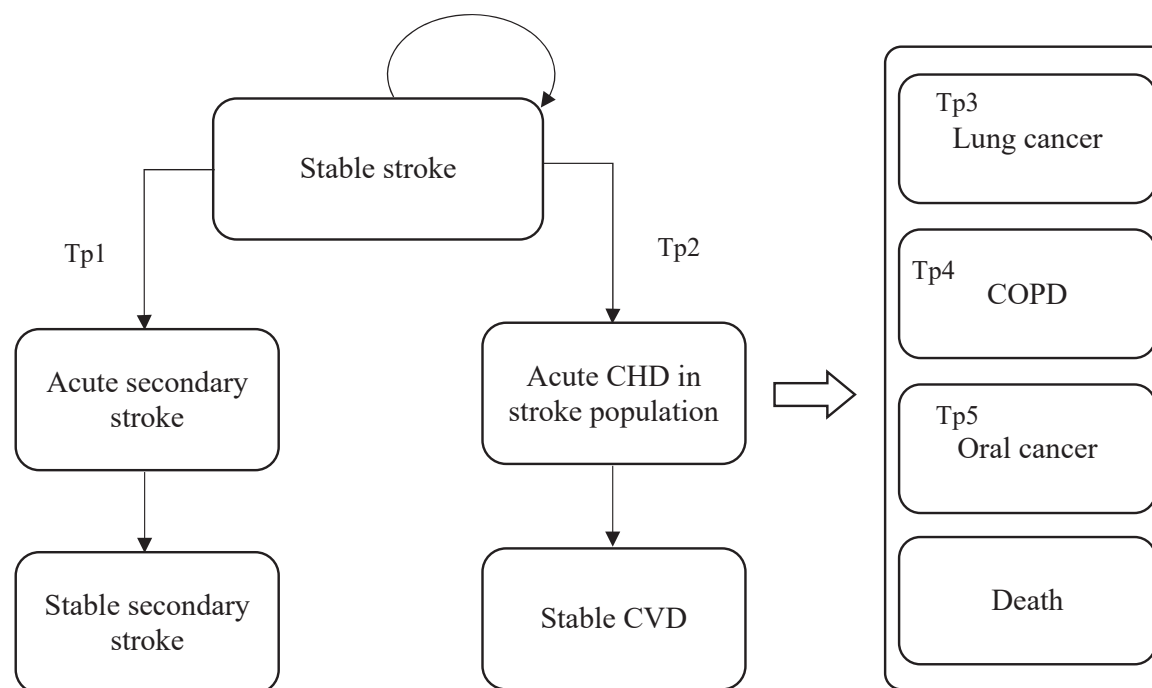 Stable stroke
Tp1
Tp2
Acute secondary
stroke
Acute CHD in
stroke population
Stable secondary
stroke
Stable CVD
Tp3
Lung cancer
Tp4
COPD
Tp5
Oral cancer
Death